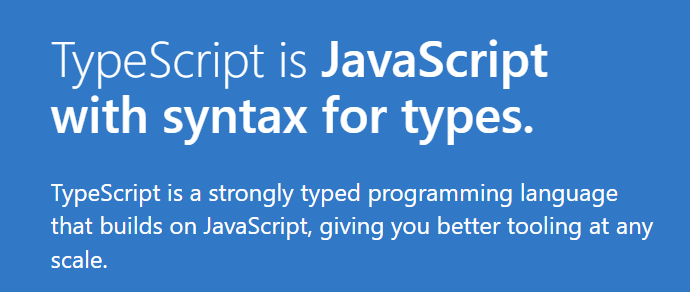 TypeScript is JavaScript
with syntax for types.
TypeScript is a strongly typed programming language
that builds on JavaScript, giving you better tooling at any
scale.